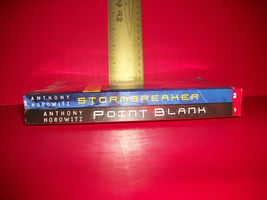 ANTHONY HOROWITZ STORMBREAKER
ANTHONY HOROWITZ POINT BLANK